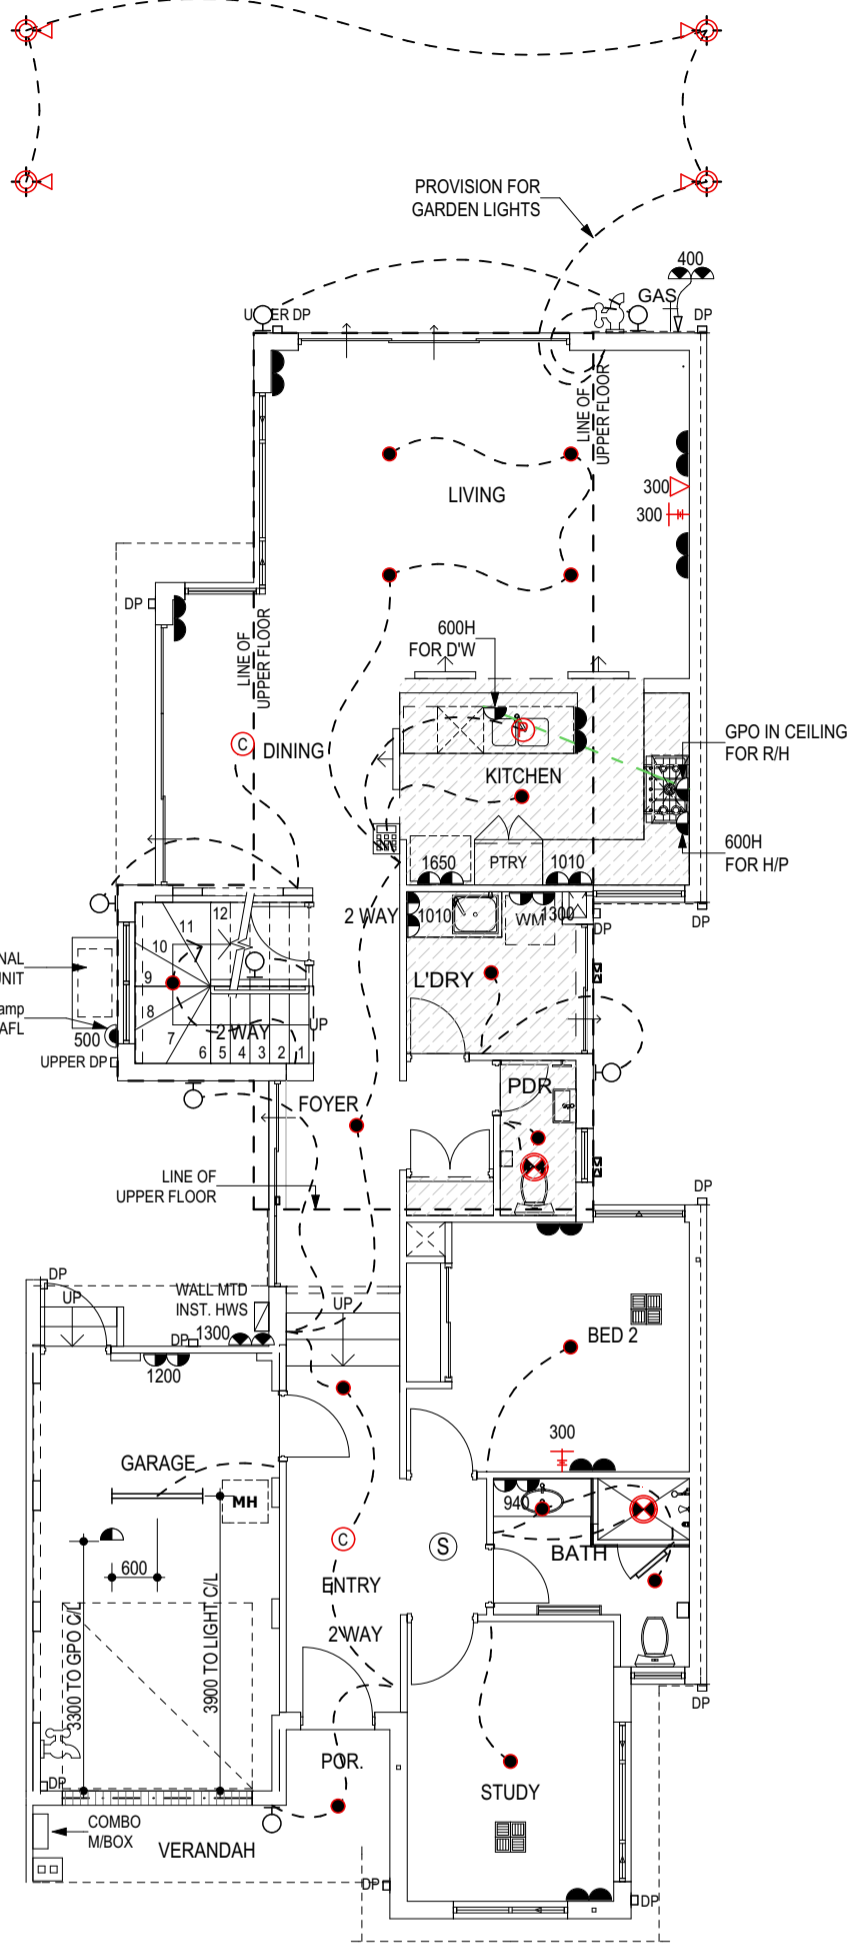 PROVISION FOR
GARDEN LIGHTS
400
GAS
DP
ER DP
LINE OF
UPPER FLOOR
LIVING
300
300
DP
LINE OF
UPPER FLOOR
600H
FOR D'W
C
DINING
KITCHEN
GPO IN CEILING
FOR R/H
600H
FOR H/P
1650
PTRY
1010
2 WAY
1010
WM
1300
DP
DP
NAL
UNIT
amp
AFL
500
UPPER DP
12
11
10
9
8
7
6
5
4
3
2
1
2 WAY
UP
L'DRY
PDR
FOYER
LINE OF
UPPER FLOOR
DP
DP
UP
WALL MTD
INST. HWS
1300
DP
UP
1200
BED 2
GARAGE
MH
300
940
BATH
C
S
ENTRY
600
2 WAY
3300 TO GPO C/L
3900 TO LIGHT C/L
DP
POR.
STUDY
DP
COMBO
M/BOX
VERANDAH
DP
DP